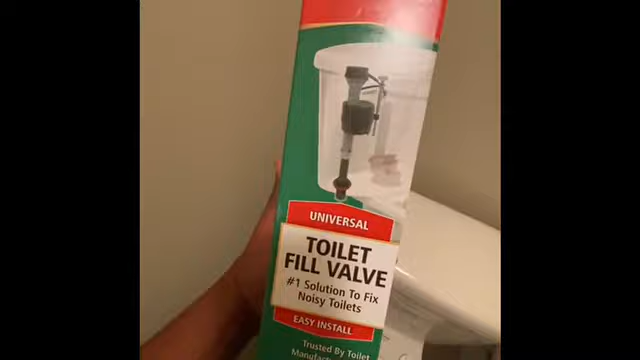 UNIVERSAL
TOILET
FILL VALVE
#1 Solution To Fix
Noisy Toilets
EASY INSTALL
Trusted By Toilet